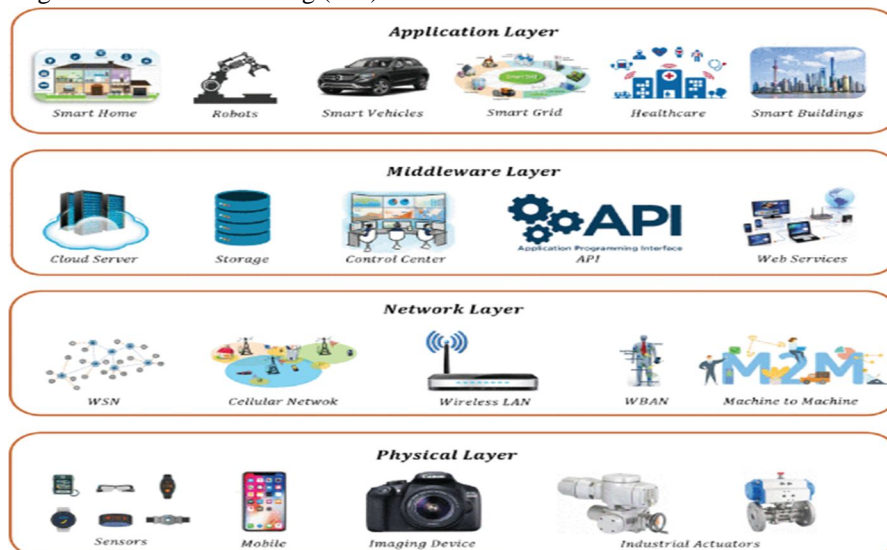 Application Layer
Smart Home
Robots
Smart Vehicles
Smart Grid
Healthcare
Smart Buildings
Middleware Layer
API
Application Programming Interface
Cloud Server
Storage
Control Center
API
Web Services
Network Layer
M2M
WSN
Cellular Netwok
Wireless LAN
WBAN
Machine to Machine
Physical Layer
Canon
Sensors
Mobile
Imaging Device
Industrial Actuators